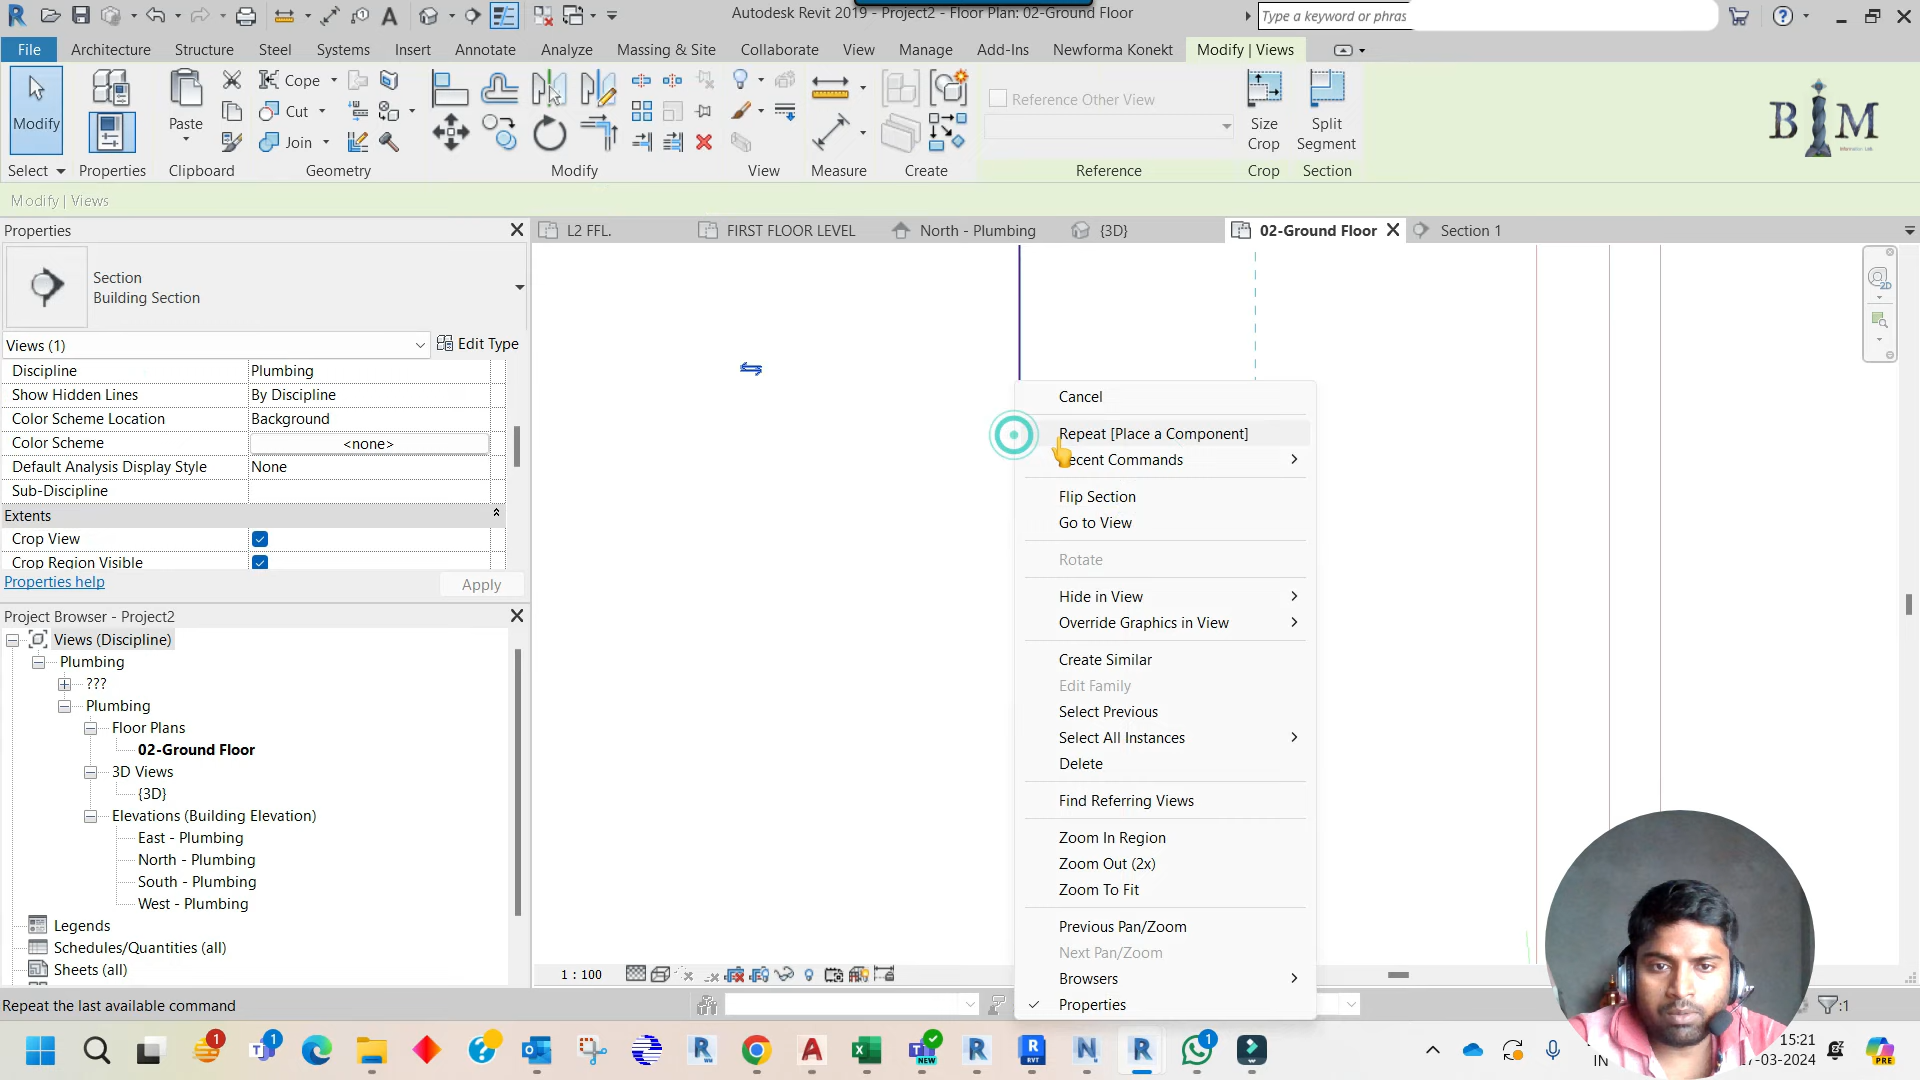 Autodesk Revit 2019 - Project2 - Floor Plan: 02-Ground Floor
Type a keyword or phras
File Architecture Structure Steel Systems Insert Annotate Analyze Massing & Site Collaborate View Manage Add-Ins Newforma Konekt Modify | Views
Modify
Paste
Cope
Cut
Join
Reference Other View
Size
Crop
Split
Segment
BIM
Select Properties Clipboard Geometry Modify View Measure Create Reference Crop Section
Modify | Views
Properties
L2 FFL. FIRST FLOOR LEVEL North - Plumbing {3D} 02-Ground Floor Section 1
Section
Building Section
Views (1) Edit Type
Discipline Plumbing
Show Hidden Lines By Discipline
Color Scheme Location Background
Color Scheme <none>
Default Analysis Display Style None
Sub-Discipline
Extents
Crop View
Crop Region Visible
Properties help Apply
Project Browser - Project2
Views (Discipline)
Plumbing
???
Plumbing
Floor Plans
02-Ground Floor
3D Views
{3D}
Elevations (Building Elevation)
East - Plumbing
North - Plumbing
South - Plumbing
West - Plumbing
Legends
Schedules/Quantities (all)
Sheets (all)
Cancel
Repeat [Place a Component]
Recent Commands
Flip Section
Go to View
Rotate
Hide in View
Override Graphics in View
Create Similar
Edit Family
Select Previous
Select All Instances
Delete
Find Referring Views
Zoom In Region
Zoom Out (2x)
Zoom To Fit
Previous Pan/Zoom
Next Pan/Zoom
Browsers
Properties
2D
1 : 100
Repeat the last available command
:1
IN
15:21
7-03-2024
PRE
NEW
RVT